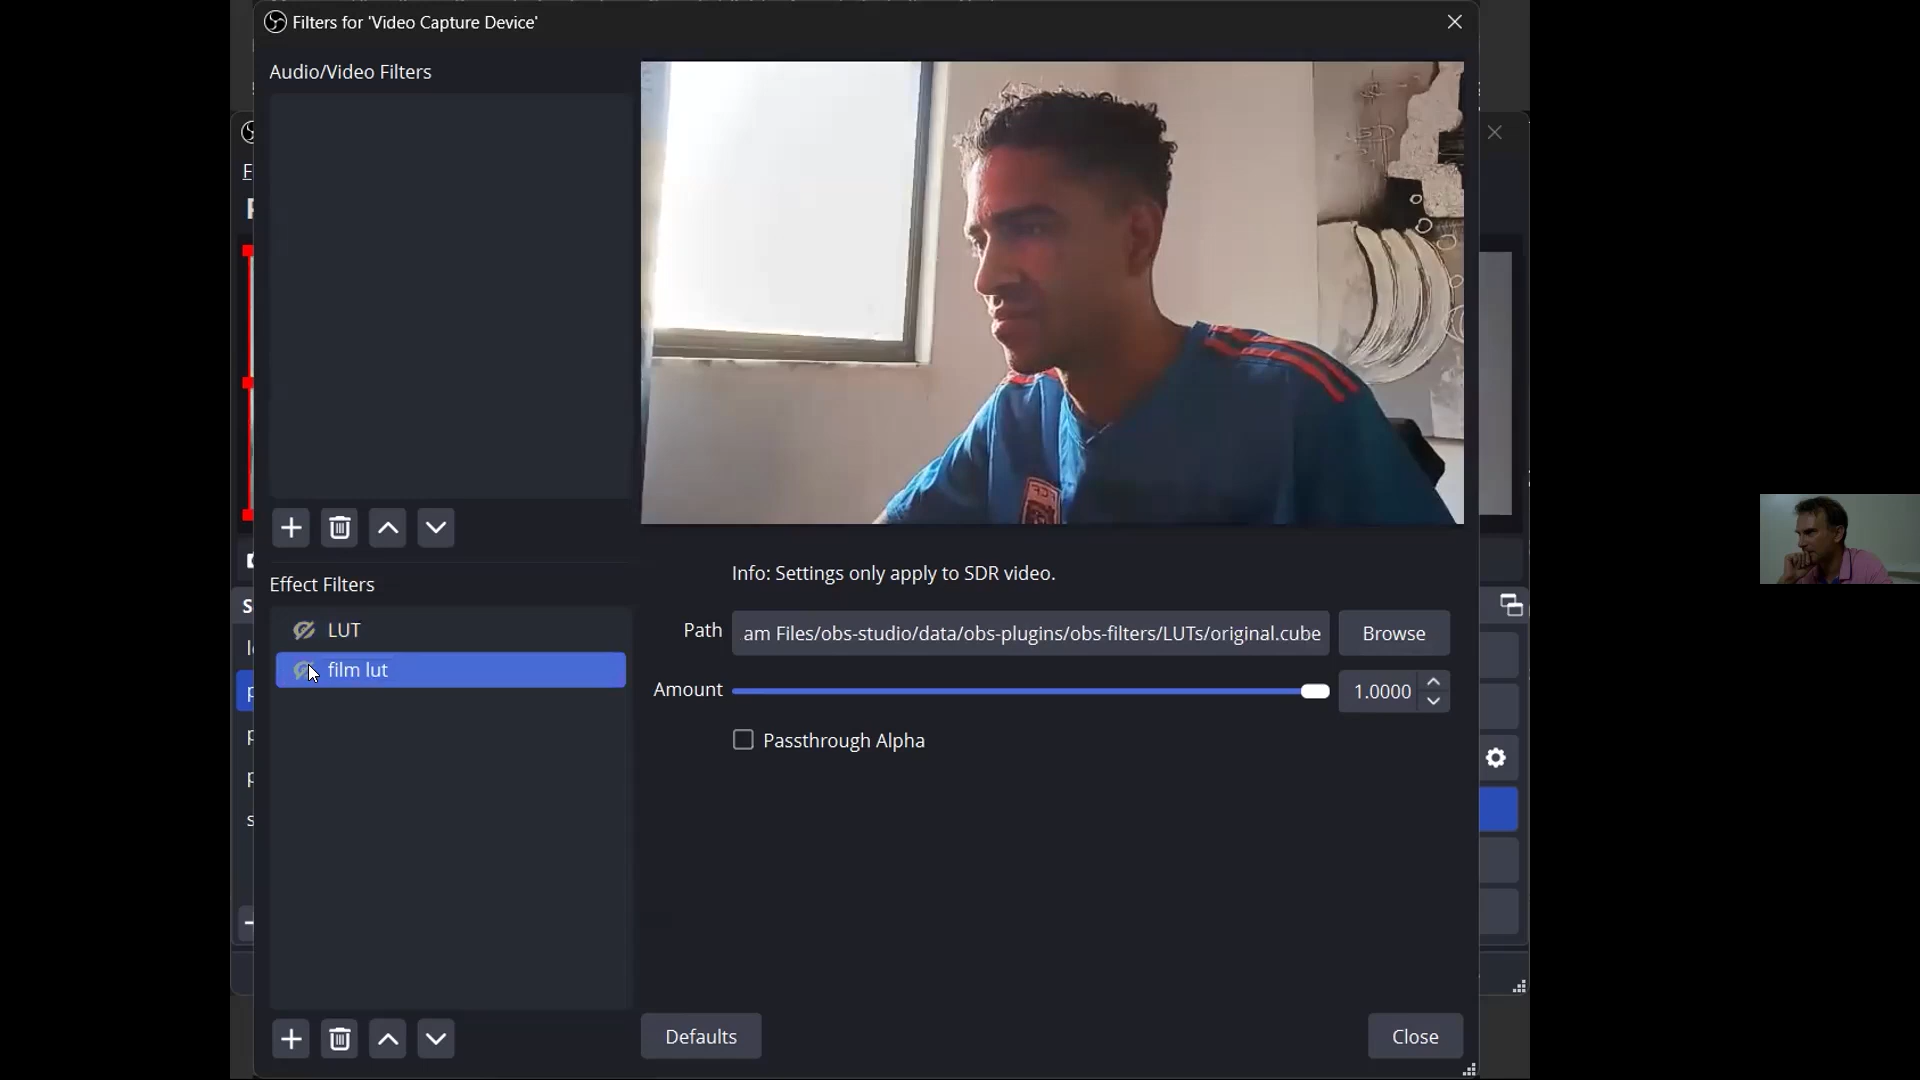 Filters for 'Video Capture Device'
Audio/Video Filters
Effect Filters
LUT
film lut
Info: Settings only apply to SDR video.
Path
am Files/obs-studio/data/obs-plugins/obs-filters/LUTs/original.cube
Browse
Amount
1.0000
Passthrough Alpha
Defaults
Close